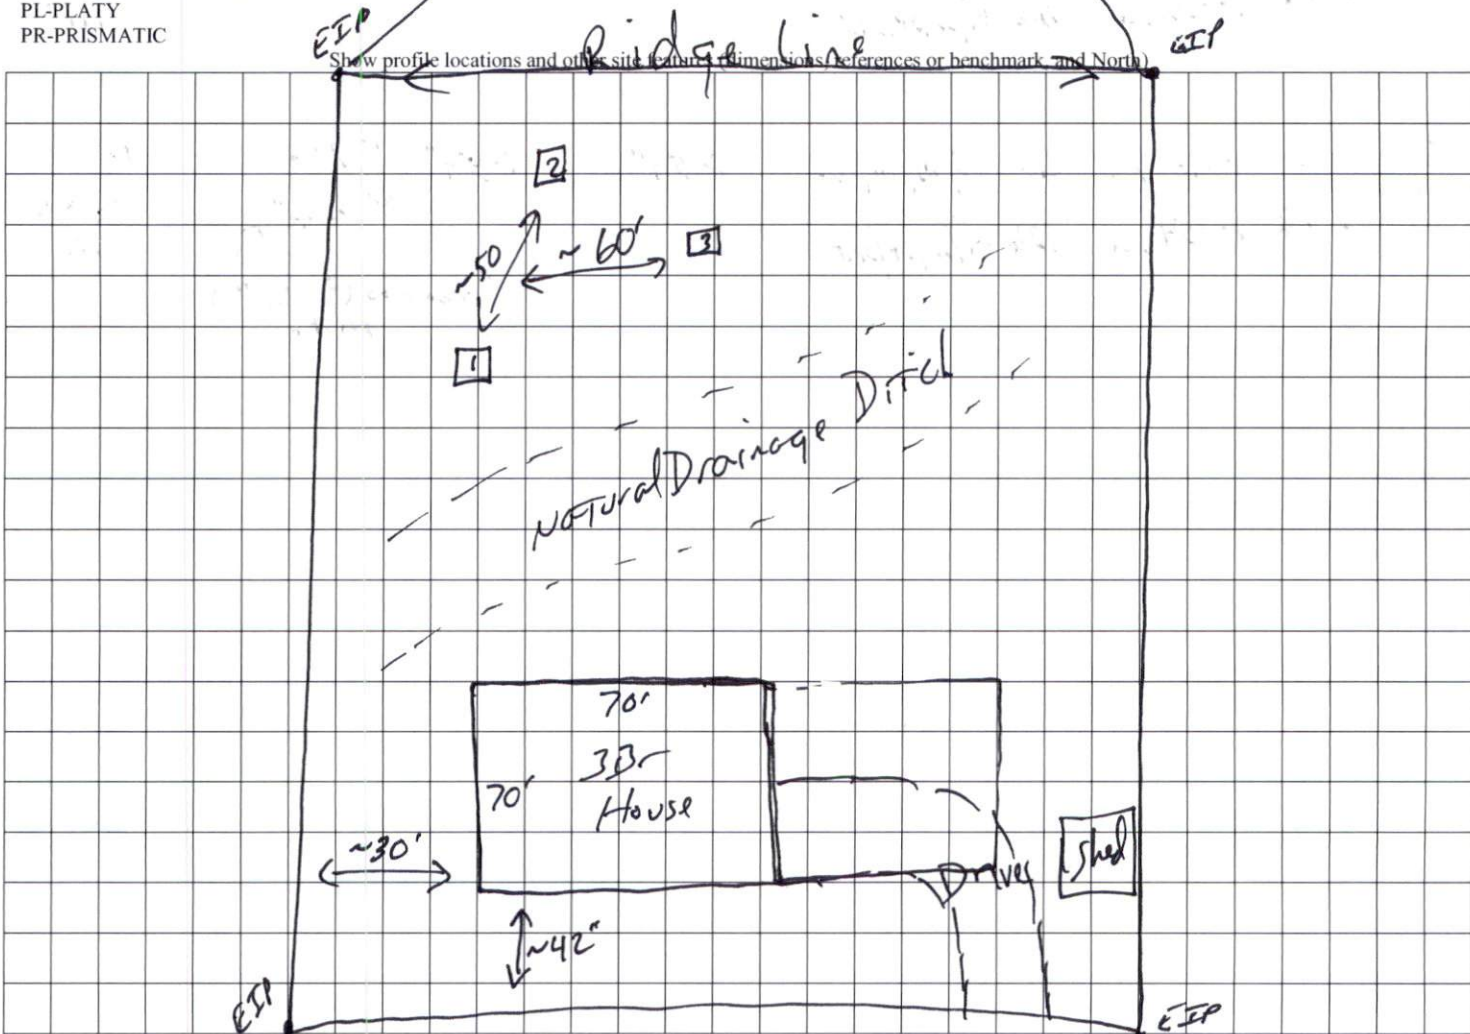 PL-PLATY
PR-PRISMATIC
EIP
Ridge Line
EIP
Show profile locations and other site features (dimensions, references or benchmark, and North)
2
~50
~60'
3
1
Natural Drainage Ditch
70'
3Br
House
70'
~30'
Shed
~42"
EIP
EIP